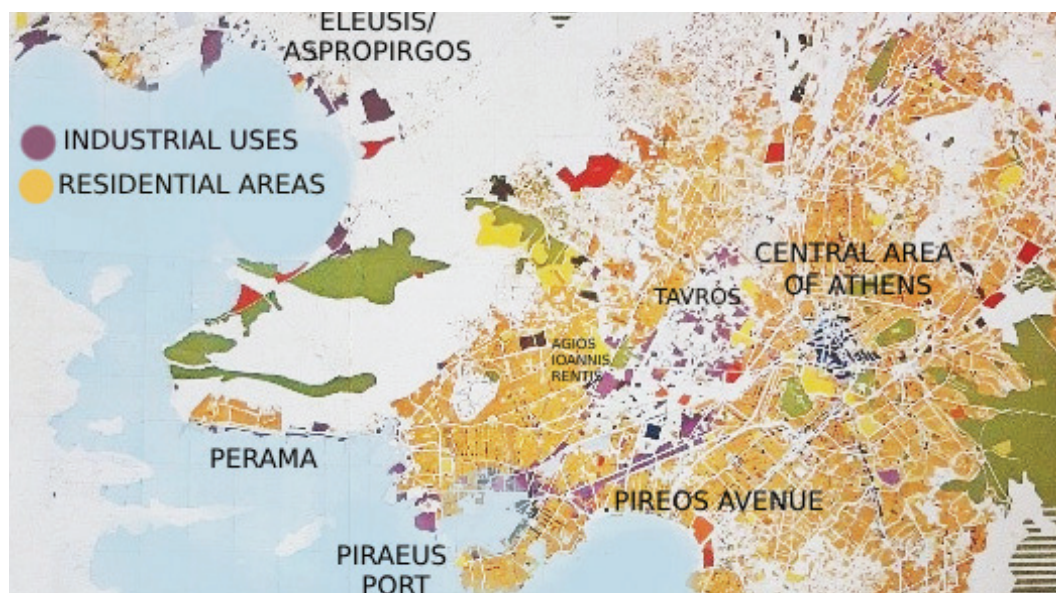 ELEUSIS/
ASPROPIRGOS
INDUSTRIAL USES
RESIDENTIAL AREAS
CENTRAL AREA
OF ATHENS
TAVROS
AGIOS
IOANNIS
RENTIS
PERAMA
PIREOS AVENUE
PIRAEUS
PORT